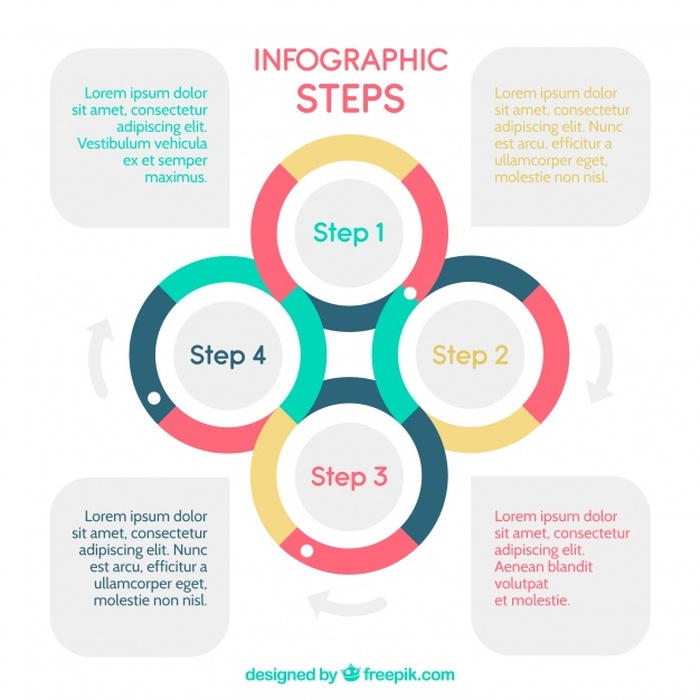 INFOGRAPHIC
STEPS
Lorem ipsum dolor
sit amet, consectetur
adipiscing elit.
Vestibulum vehicula
ex et semper
maximus.
Lorem ipsum dolor
sit amet, consectetur
adipiscing elit. Nunc
est arcu, efficitur a
ullamcorper eget,
molestie non nisl.
Step 1
Step 4
Step 2
Step 3
Lorem ipsum dolor
sit amet, consectetur
adipiscing elit. Nunc
est arcu, efficitur a
ullamcorper eget,
molestie non nisl.
Lorem ipsum dolor
sit amet, consectetur
adipiscing elit.
Aenean blandit
volutpat
et molestie.
designed by freepik.com